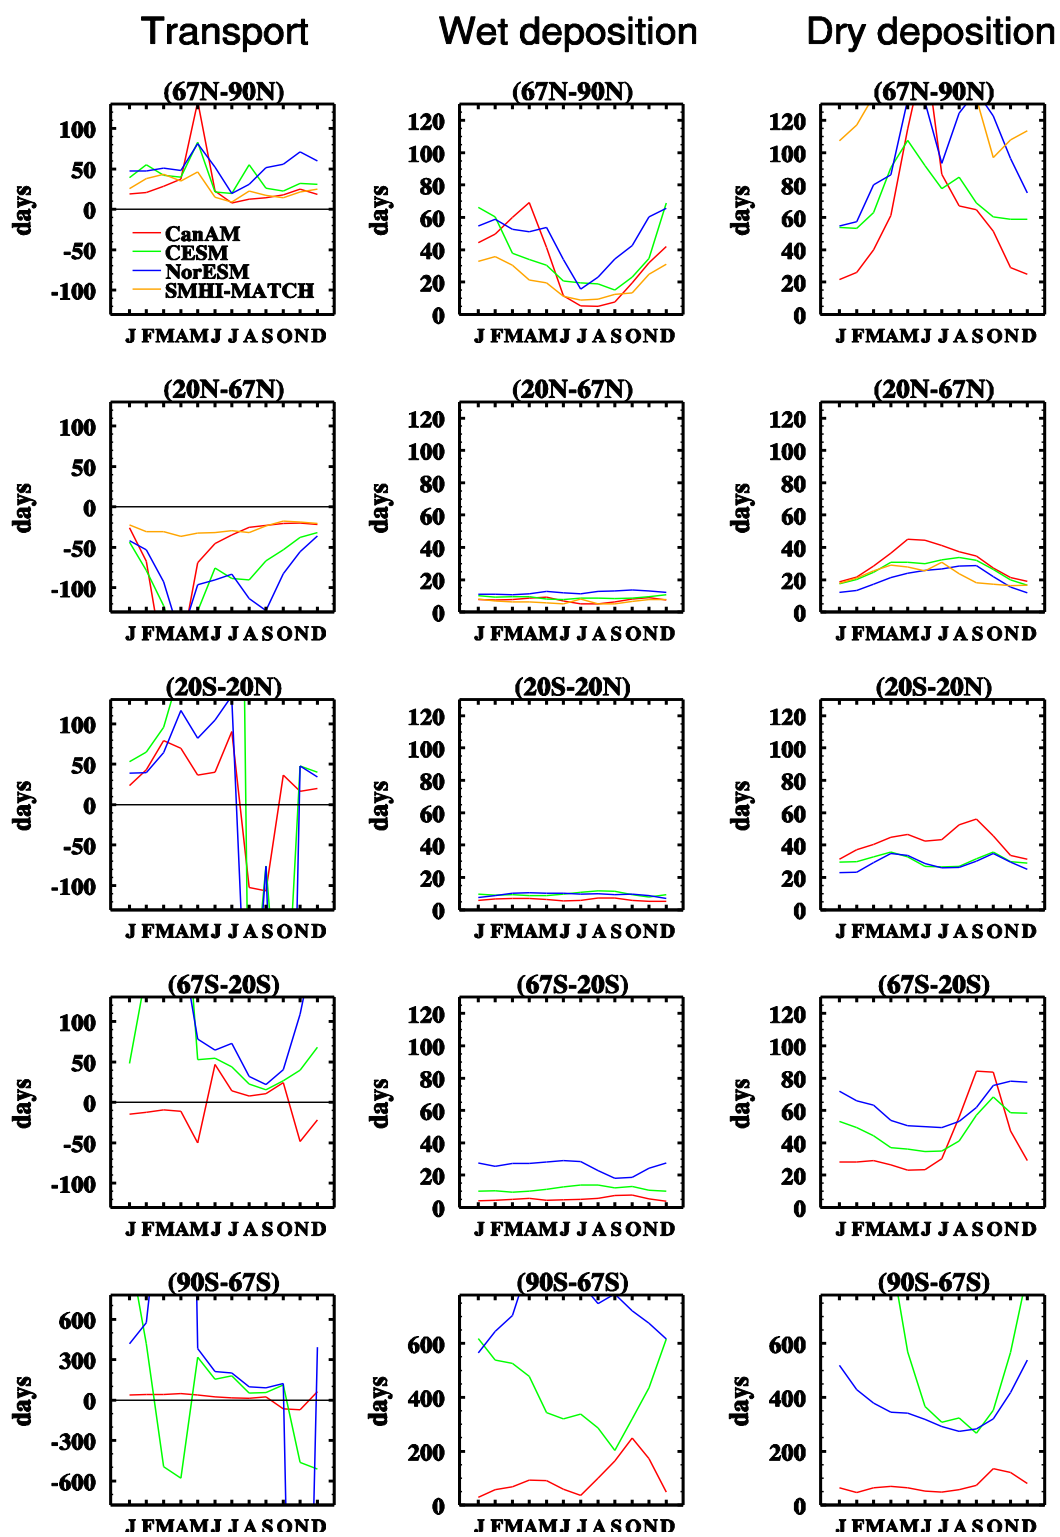 Transport Wet deposition Dry deposition
(67N-90N) (67N-90N) (67N-90N)
100 50 0 -50 -100
days
CanAM
CESM
NorESM
SMHI-MATCH
J F M A M J J A S O N D
120 100 80 60 40 20 0
days
J F M A M J J A S O N D
120 100 80 60 40 20 0
days
J F M A M J J A S O N D
(20N-67N) (20N-67N) (20N-67N)
100 50 0 -50 -100
days
J F M A M J J A S O N D
120 100 80 60 40 20 0
days
J F M A M J J A S O N D
120 100 80 60 40 20 0
days
J F M A M J J A S O N D
(20S-20N) (20S-20N) (20S-20N)
100 50 0 -50 -100
days
J F M A M J J A S O N D
120 100 80 60 40 20 0
days
J F M A M J J A S O N D
120 100 80 60 40 20 0
days
J F M A M J J A S O N D
(67S-20S) (67S-20S) (67S-20S)
100 50 0 -50 -100
days
J F M A M J J A S O N D
120 100 80 60 40 20 0
days
J F M A M J J A S O N D
120 100 80 60 40 20 0
days
J F M A M J J A S O N D
(90S-67S) (90S-67S) (90S-67S)
600 300 0 -300 -600
days
J F M A M J J A S O N D
600 400 200 0
days
J F M A M J J A S O N D
600 400 200 0
days
J F M A M J J A S O N D